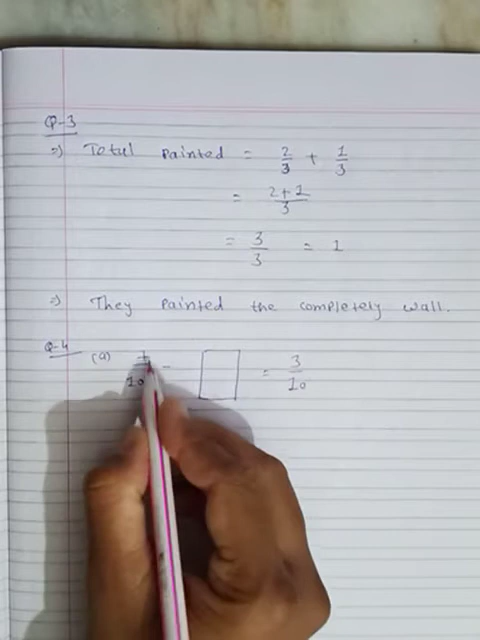 Q-3
⇒ Total Painted = 2/3 + 1/3
= 2+1/3
= 3/3 = 1
⇒ They Painted the completely wall.
Q-4 (a) 7/10 - □ = 3/10